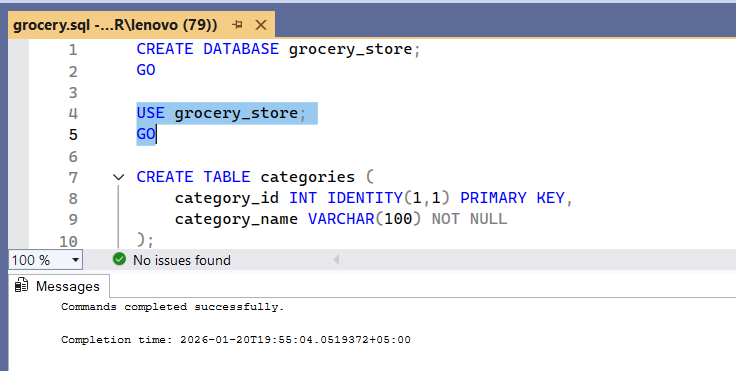 grocery.sql -...R\lenovo (79))
1 CREATE DATABASE grocery_store;
2 GO
3
4 USE grocery_store;
5 GO
6
7 CREATE TABLE categories (
8 category_id INT IDENTITY(1,1) PRIMARY KEY,
9 category_name VARCHAR(100) NOT NULL
10 );
100 % No issues found
Messages
Commands completed successfully.
Completion time: 2026-01-20T19:55:04.0519372+05:00